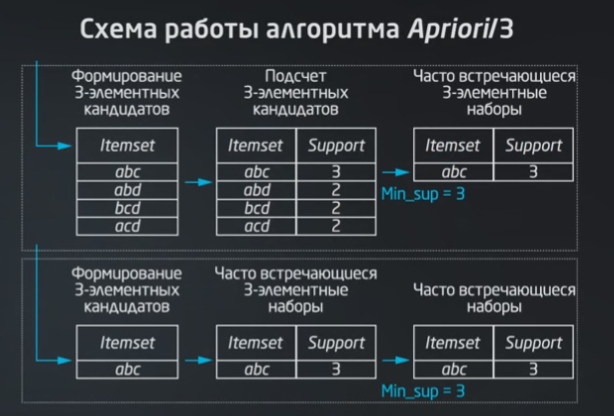 Схема работы алгоритма Apriori/3
Формирование
3-элементных
кандидатов
Подсчет
3-элементных
кандидатов
Часто встречающиеся
3-элементные
наборы
Itemset
abc
abd
bcd
acd
Itemset Support
abc 3
abd 2
bcd 2
acd 2
Itemset Support
abc 3
Min_sup = 3
Формирование
3-элементных
кандидатов
Часто встречающиеся
3-элементные
наборы
Часто встречающиеся
наборы
Itemset
abc
Itemset Support
abc 3
Itemset Support
abc 3
Min_sup = 3